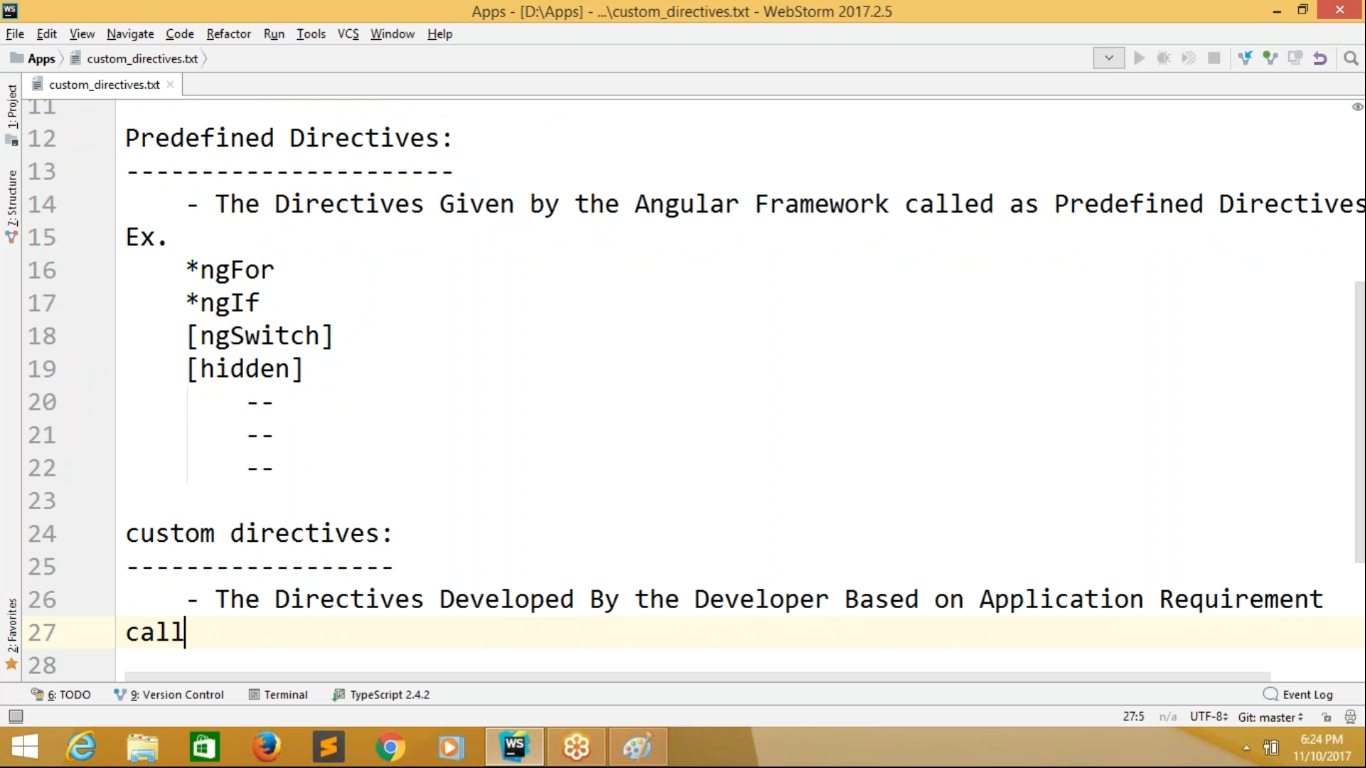 WS Apps - [D:\Apps] - ...\custom_directives.txt - WebStorm 2017.2.5
File Edit View Navigate Code Refactor Run Tools VCS Window Help
Apps custom_directives.txt
custom_directives.txt
1: Project
7: Structure
2: Favorites
11
12 Predefined Directives:
13 ----------------------
14 - The Directives Given by the Angular Framework called as Predefined Directives
15 Ex.
16 *ngFor
17 *ngIf
18 [ngSwitch]
19 [hidden]
20 --
21 --
22 --
23
24 custom directives:
25 ------------------
26 - The Directives Developed By the Developer Based on Application Requirement
27 call
28
6: TODO 9: Version Control Terminal TypeScript 2.4.2 Event Log
27:5 n/a UTF-8 Git: master
WS
6:24 PM
11/10/2017